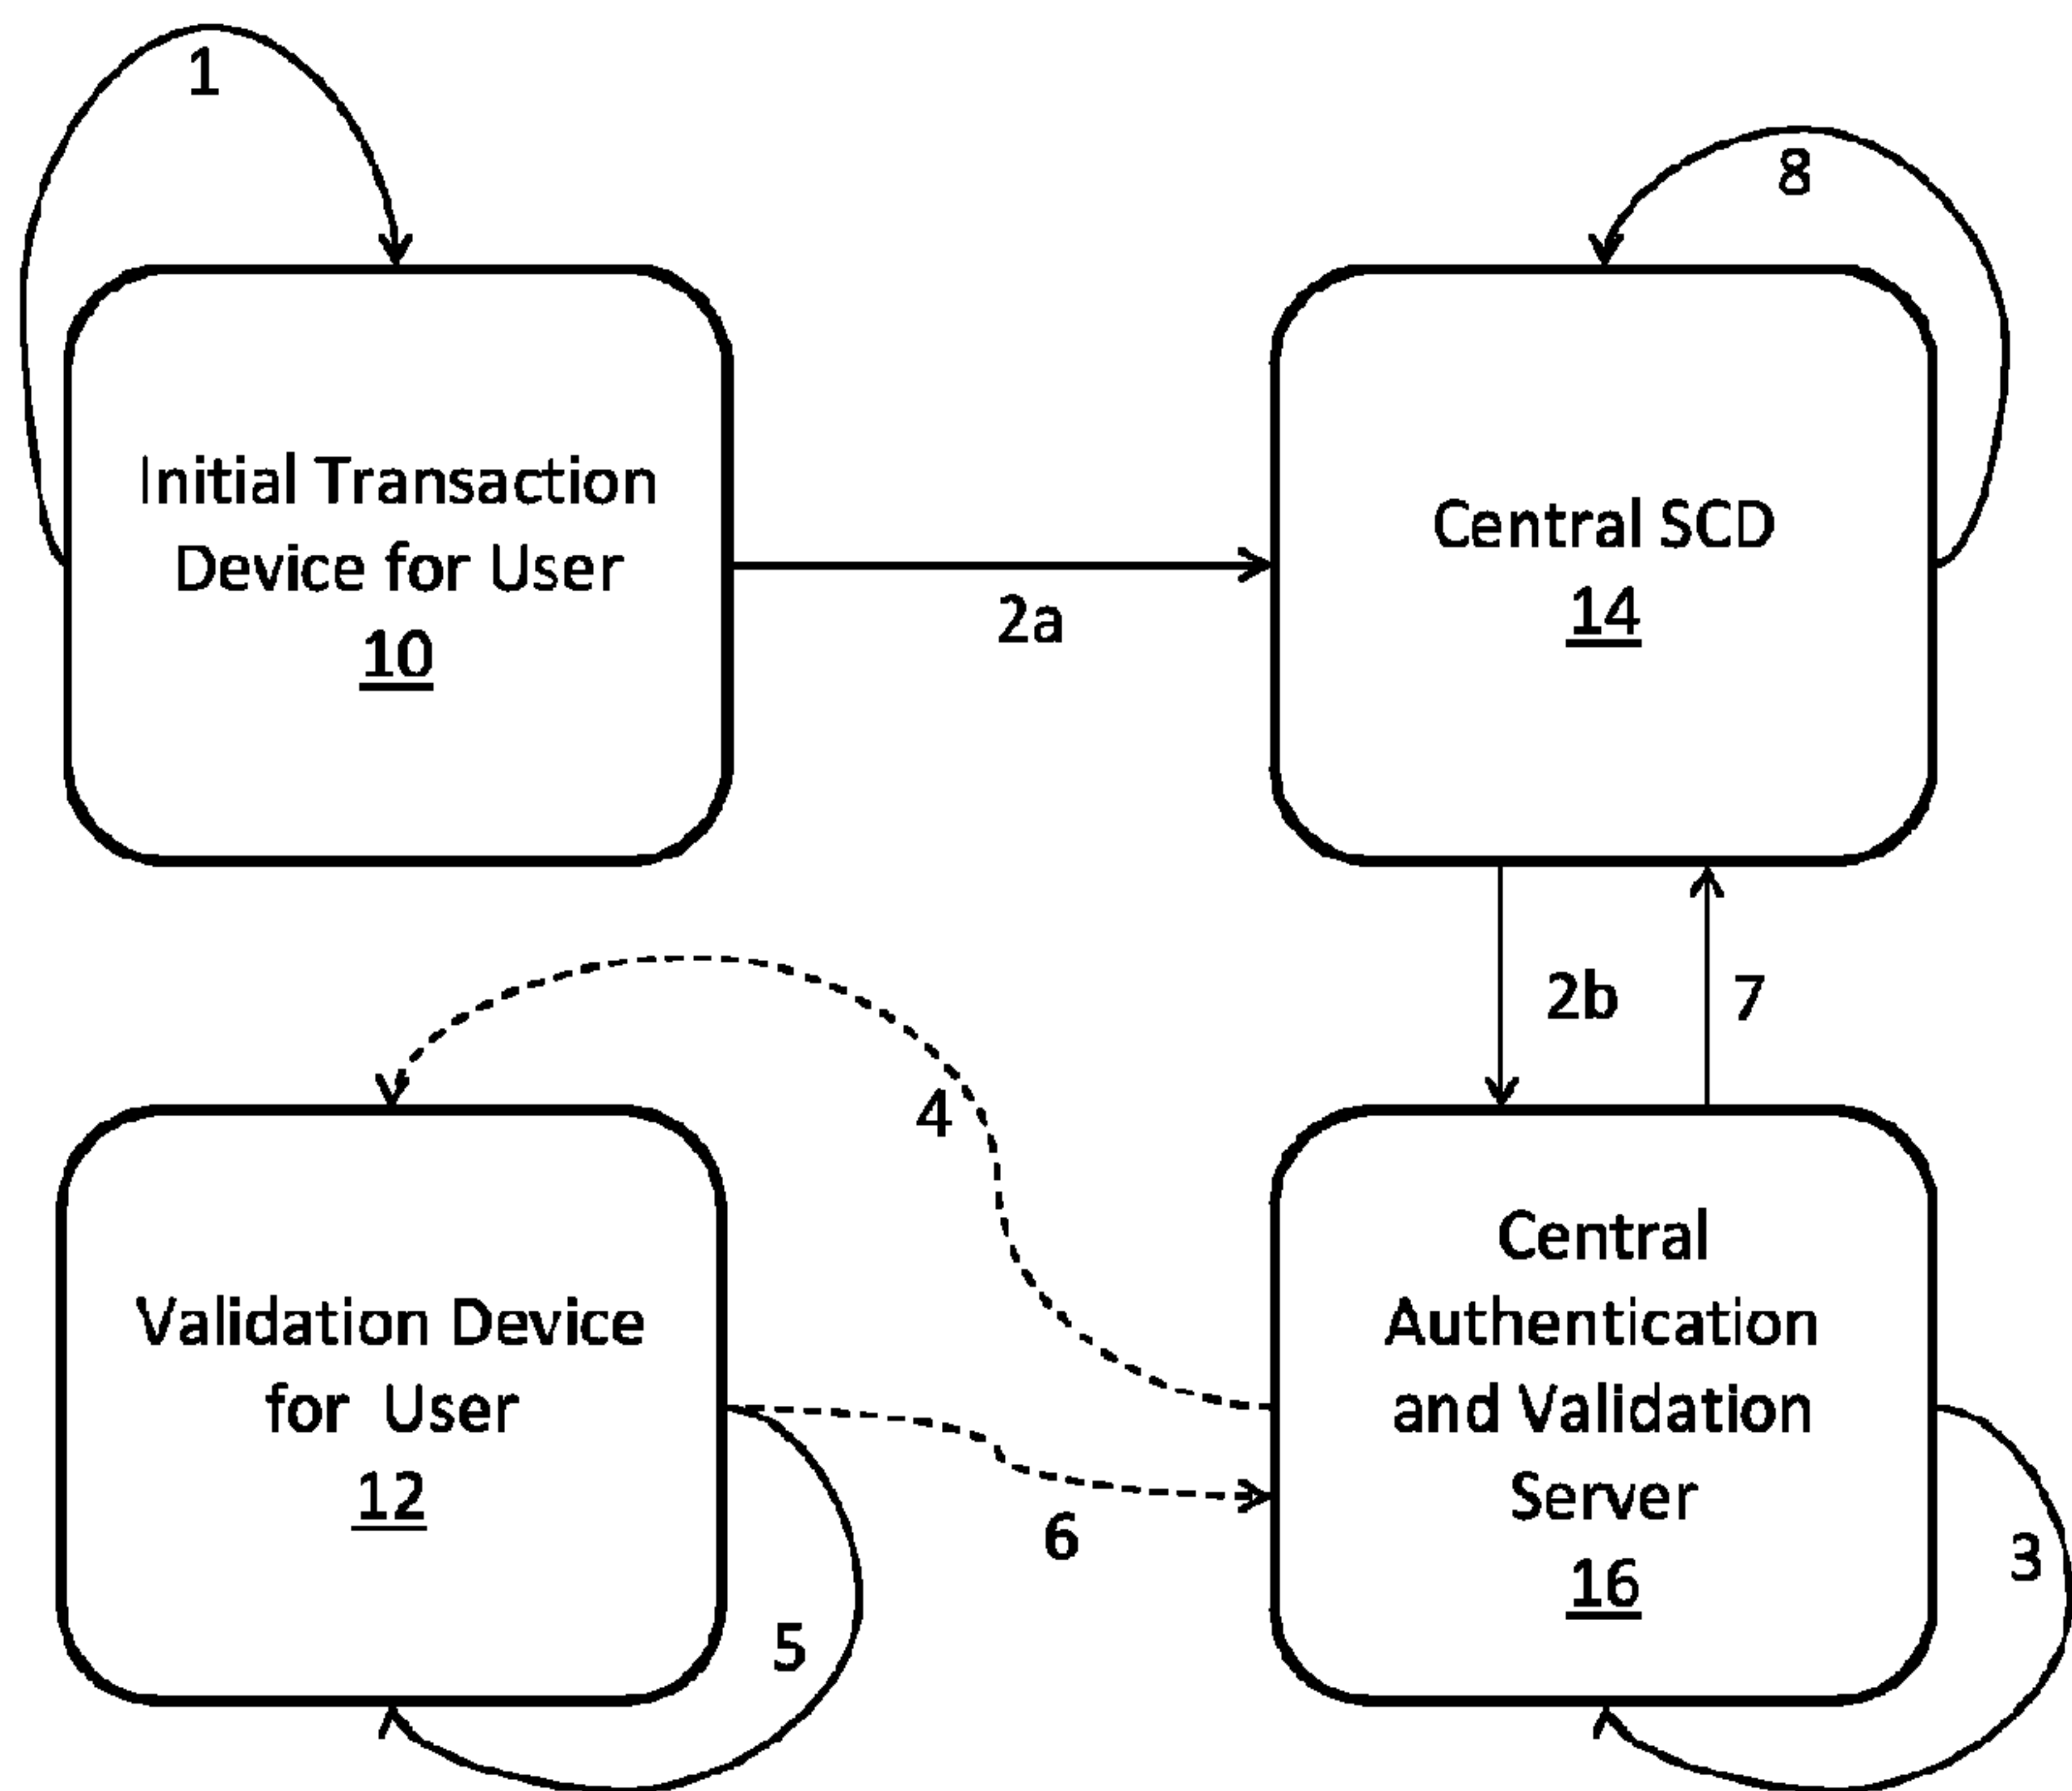 1
8
Initial Transaction
Device for User
10
2a
Central SCD
14
2b
7
4
Validation Device
for User
12
5
6
Central
Authentication
and Validation
Server
16
3